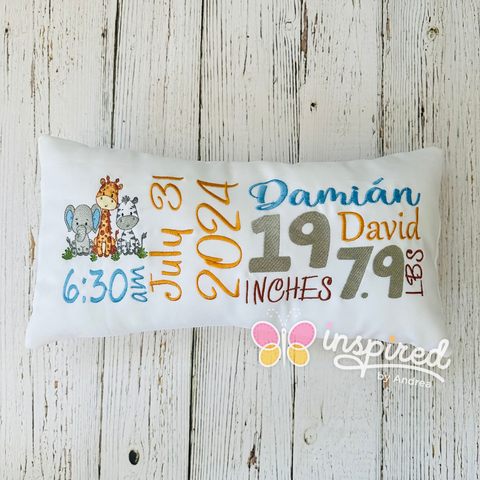 6:30
am
July 31
2024
Damián
David
19
INCHES
7.9
LBS
inspired
by Andrea